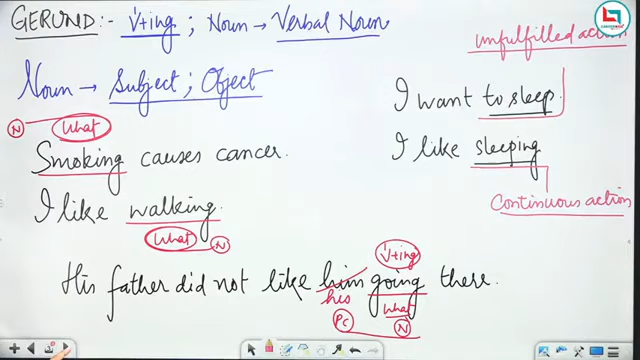 GERUND:- V+ing; Noun → Verbal Noun
Noun → Subject; Object
N What
Smoking causes cancer.
I like walking.
What N
V+ing
His father did not like him going there.
his
PC What
N
unfulfilled action
I want to sleep.
I like sleeping
Continuous action